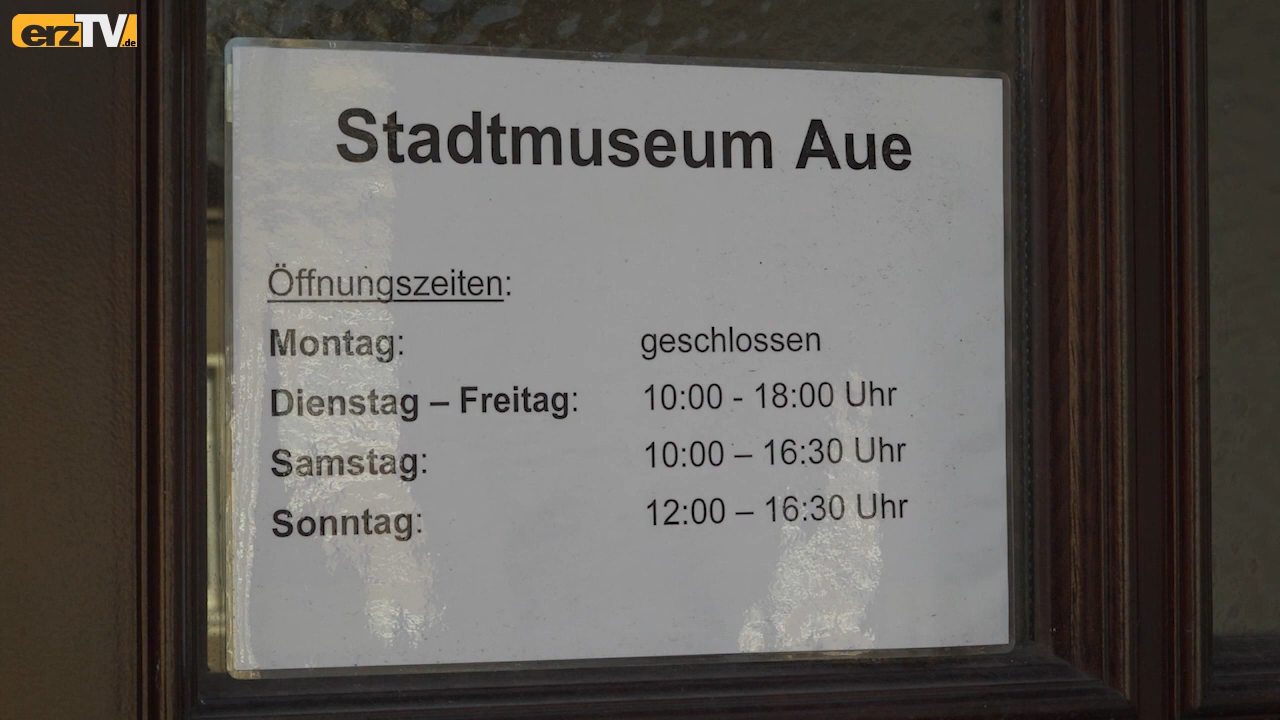 erzTV.de
Stadtmuseum Aue
Öffnungszeiten:
Montag: geschlossen
Dienstag – Freitag: 10:00 - 18:00 Uhr
Samstag: 10:00 – 16:30 Uhr
Sonntag: 12:00 – 16:30 Uhr